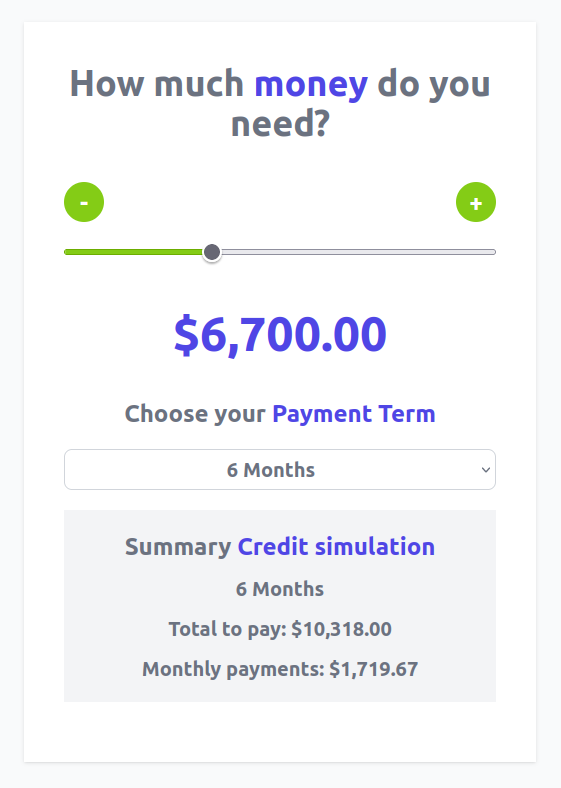 How much money do you
need?
-
+
$6,700.00
Choose your Payment Term
6 Months
Summary Credit simulation
6 Months
Total to pay: $10,318.00
Monthly payments: $1,719.67